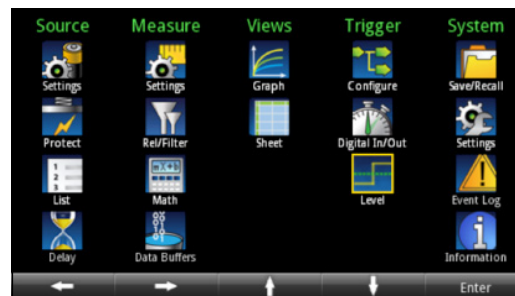 Source Measure Views Trigger System
Settings Settings Graph Configure Save/Recall
Protect Rel/Filter Sheet Digital In/Out Settings
List Math Level Event Log
Delay Data Buffers Information
Enter